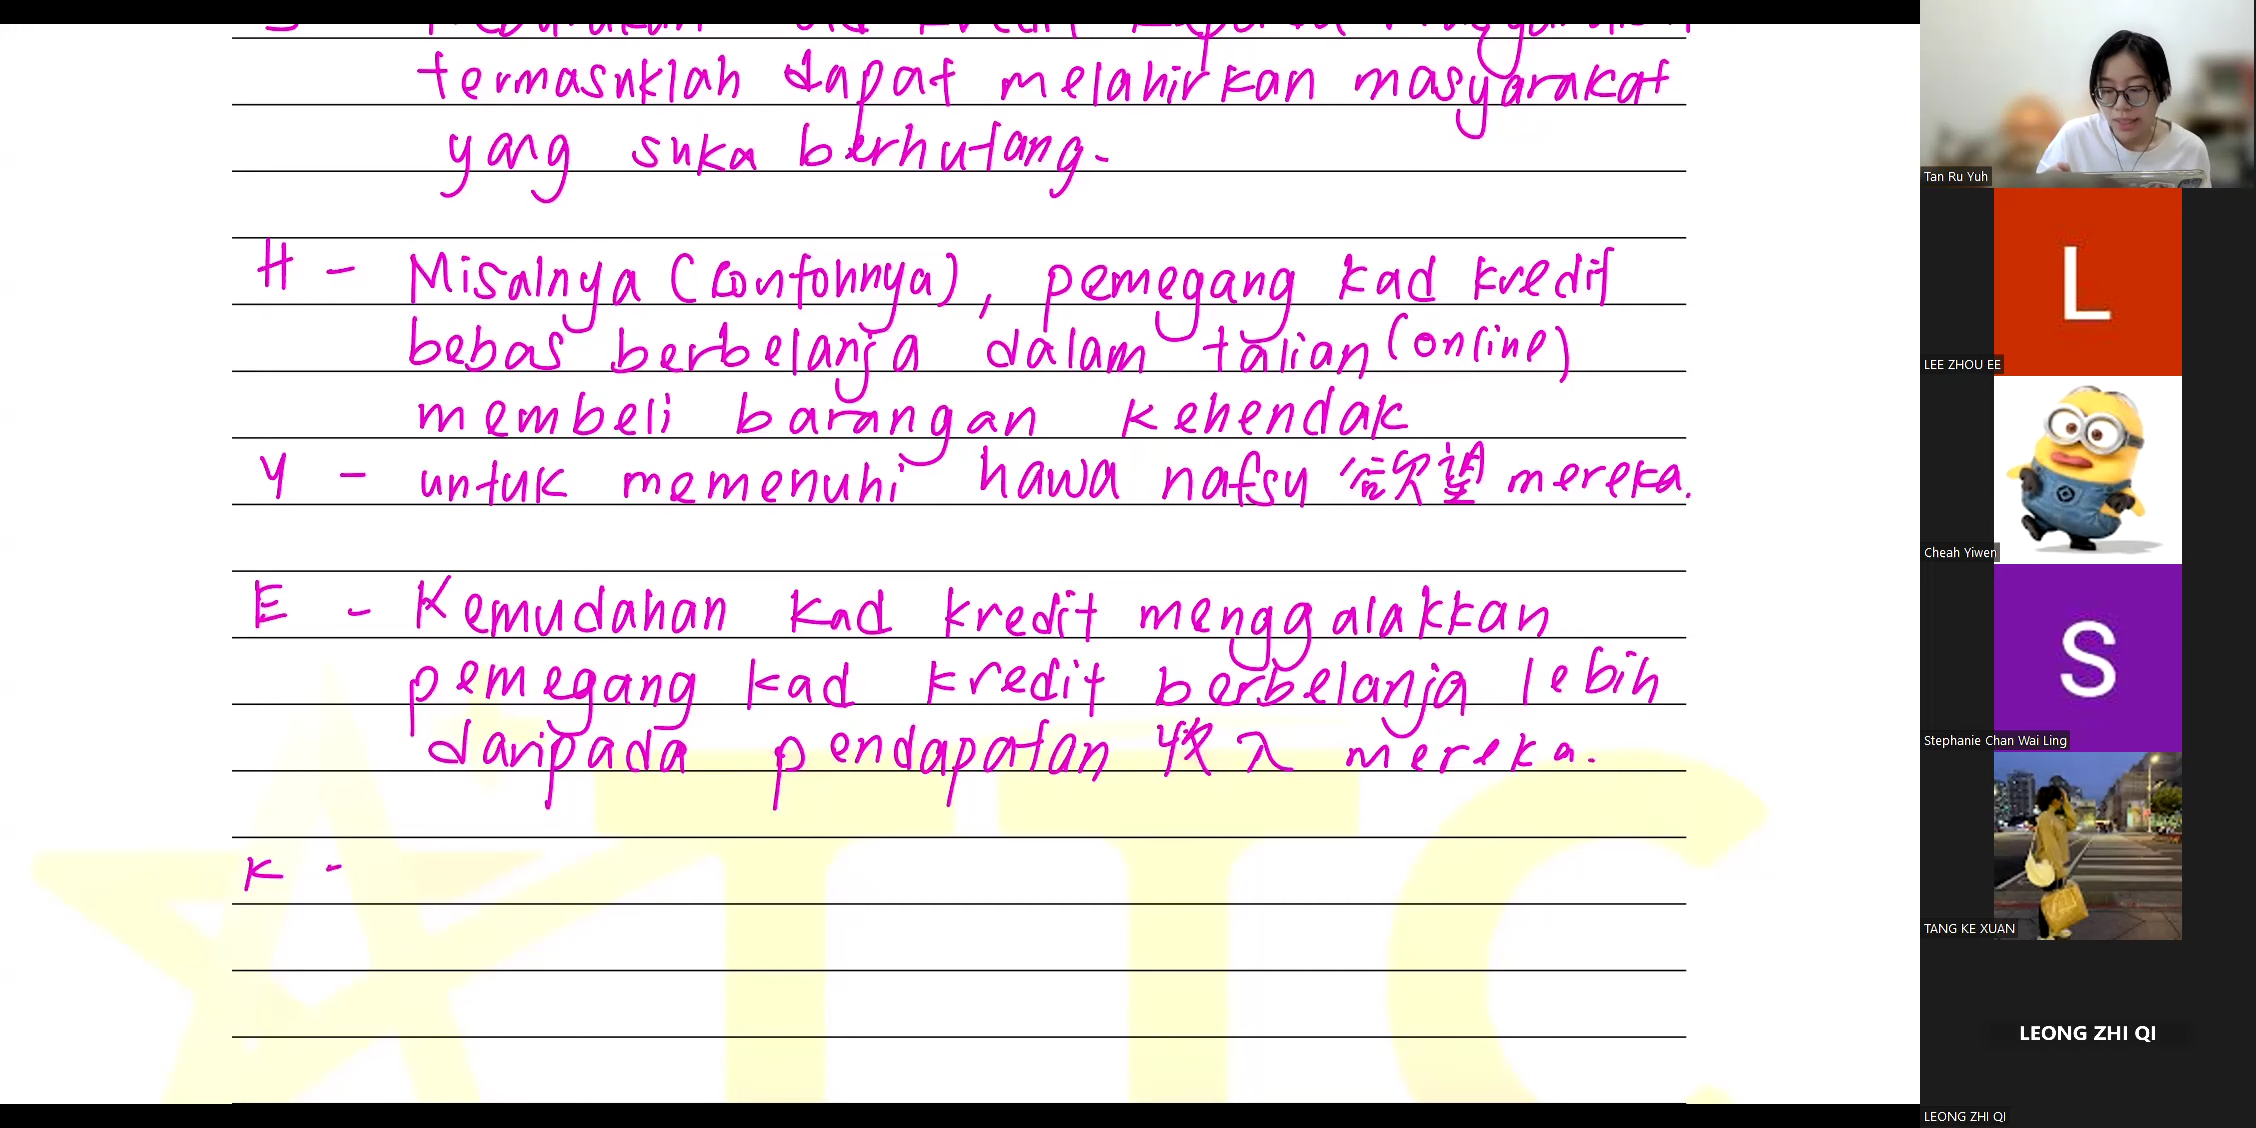 termasuklah dapat melahirkan masyarakat
yang suka berhutang.
H - Misalnya (Contohnya), pemegang kad kredit
bebas berbelanja dalam talian (online)
membeli barangan kehendak
Y - untuk memenuhi hawa nafsu 欲望 mereka.
E - Kemudahan kad kredit menggalakkan
pemegang kad kredit berbelanja lebih
daripada pendapatan 收入 mereka.
K -
TTC
Tan Ru Yuh
L
LEE ZHOU EE
Cheah Yiwen
S
Stephanie Chan Wai Ling
TANG KE XUAN
LEONG ZHI QI
LEONG ZHI QI